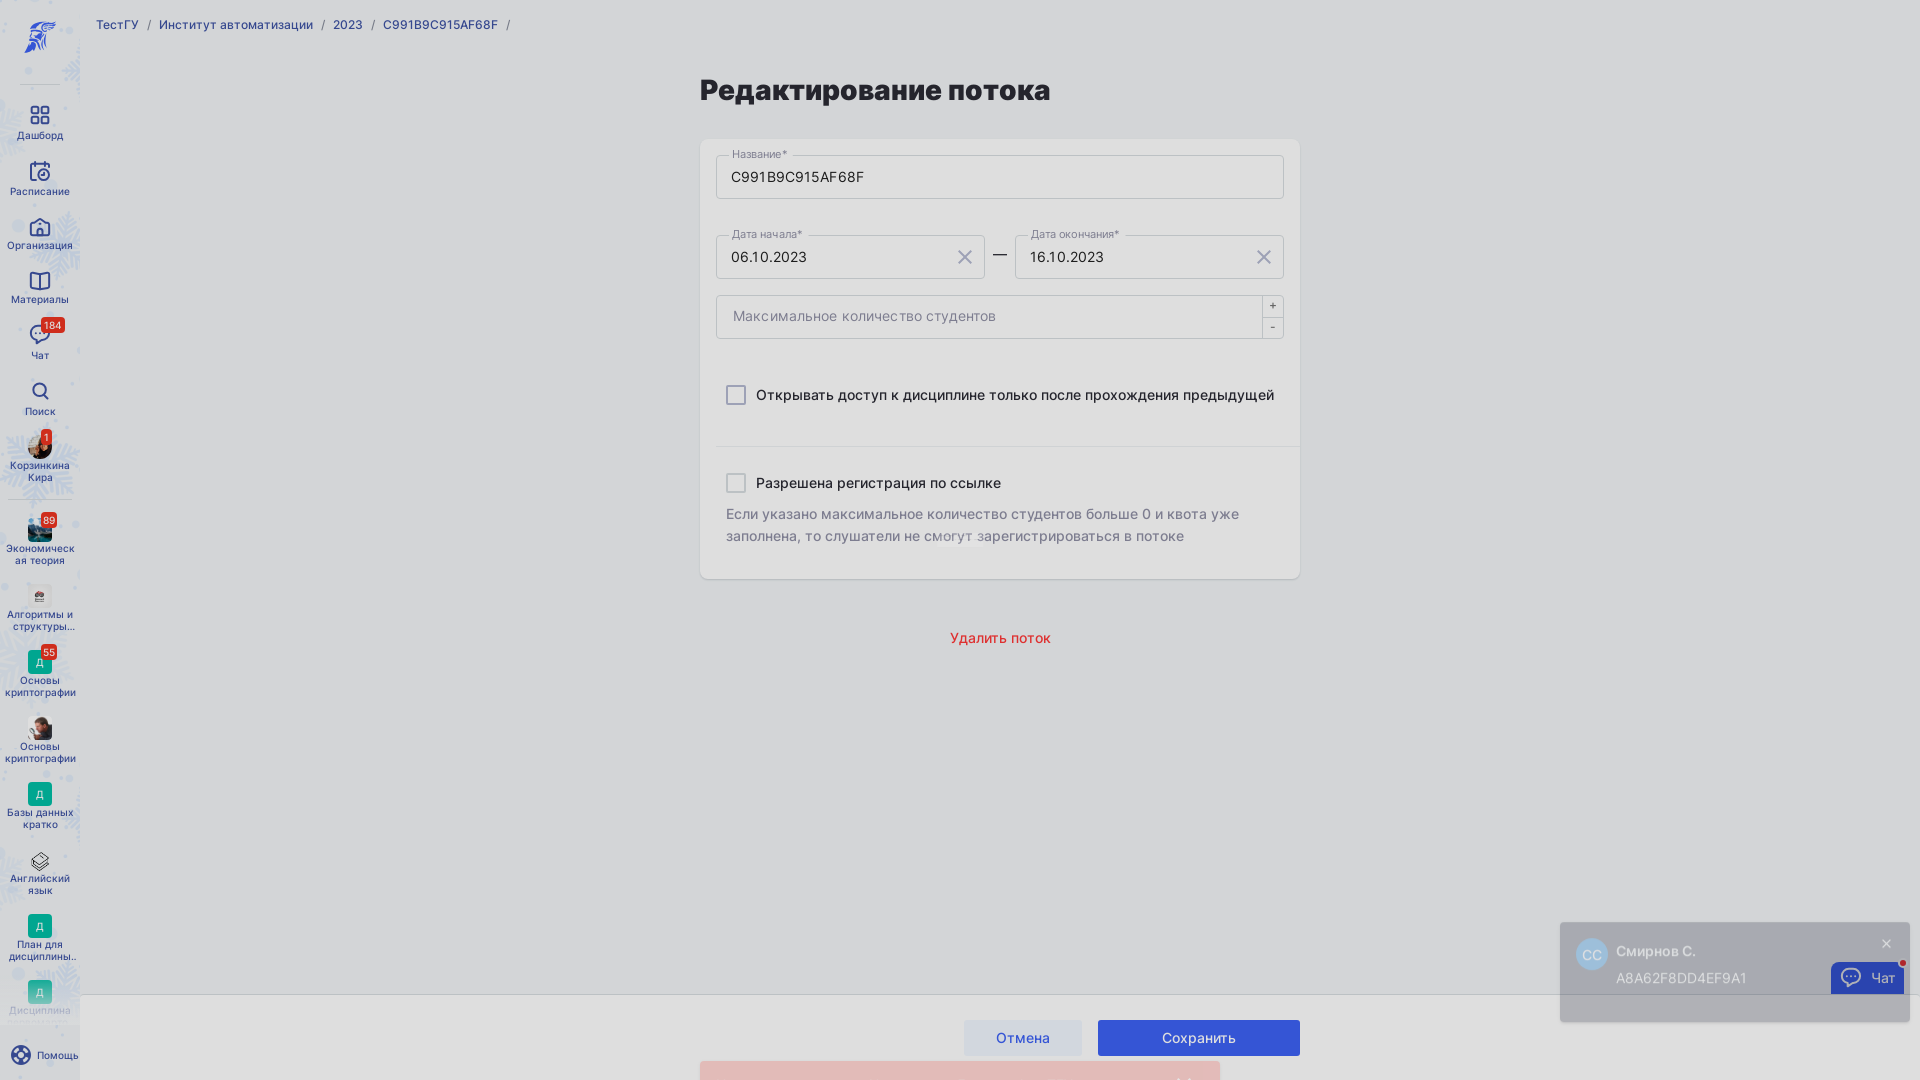 ТестГУ / Институт автоматизации / 2023 / C991B9C915AF68F /
Дашборд
Расписание
Организация
Материалы
184
Чат
Поиск
1
Корзинкина
Кира
89
Экономическ
ая теория
Алгоритмы и
структуры...
Д
55
Основы
криптографии
Основы
криптографии
Д
Базы данных
кратко
Английский
язык
Д
План для
дисциплины..
Д
Дисциплина
Помощь
Редактирование потока
Название*
C991B9C915AF68F
Дата начала*
06.10.2023
—
Дата окончания*
16.10.2023
Максимальное количество студентов
+
-
Открывать доступ к дисциплине только после прохождения предыдущей
Разрешена регистрация по ссылке
Если указано максимальное количество студентов больше 0 и квота уже
заполнена, то слушатели не смогут зарегистрироваться в потоке
Удалить поток
СС
Смирнов С.
A8A62F8DD4EF9A1
Чат
Отмена
Сохранить